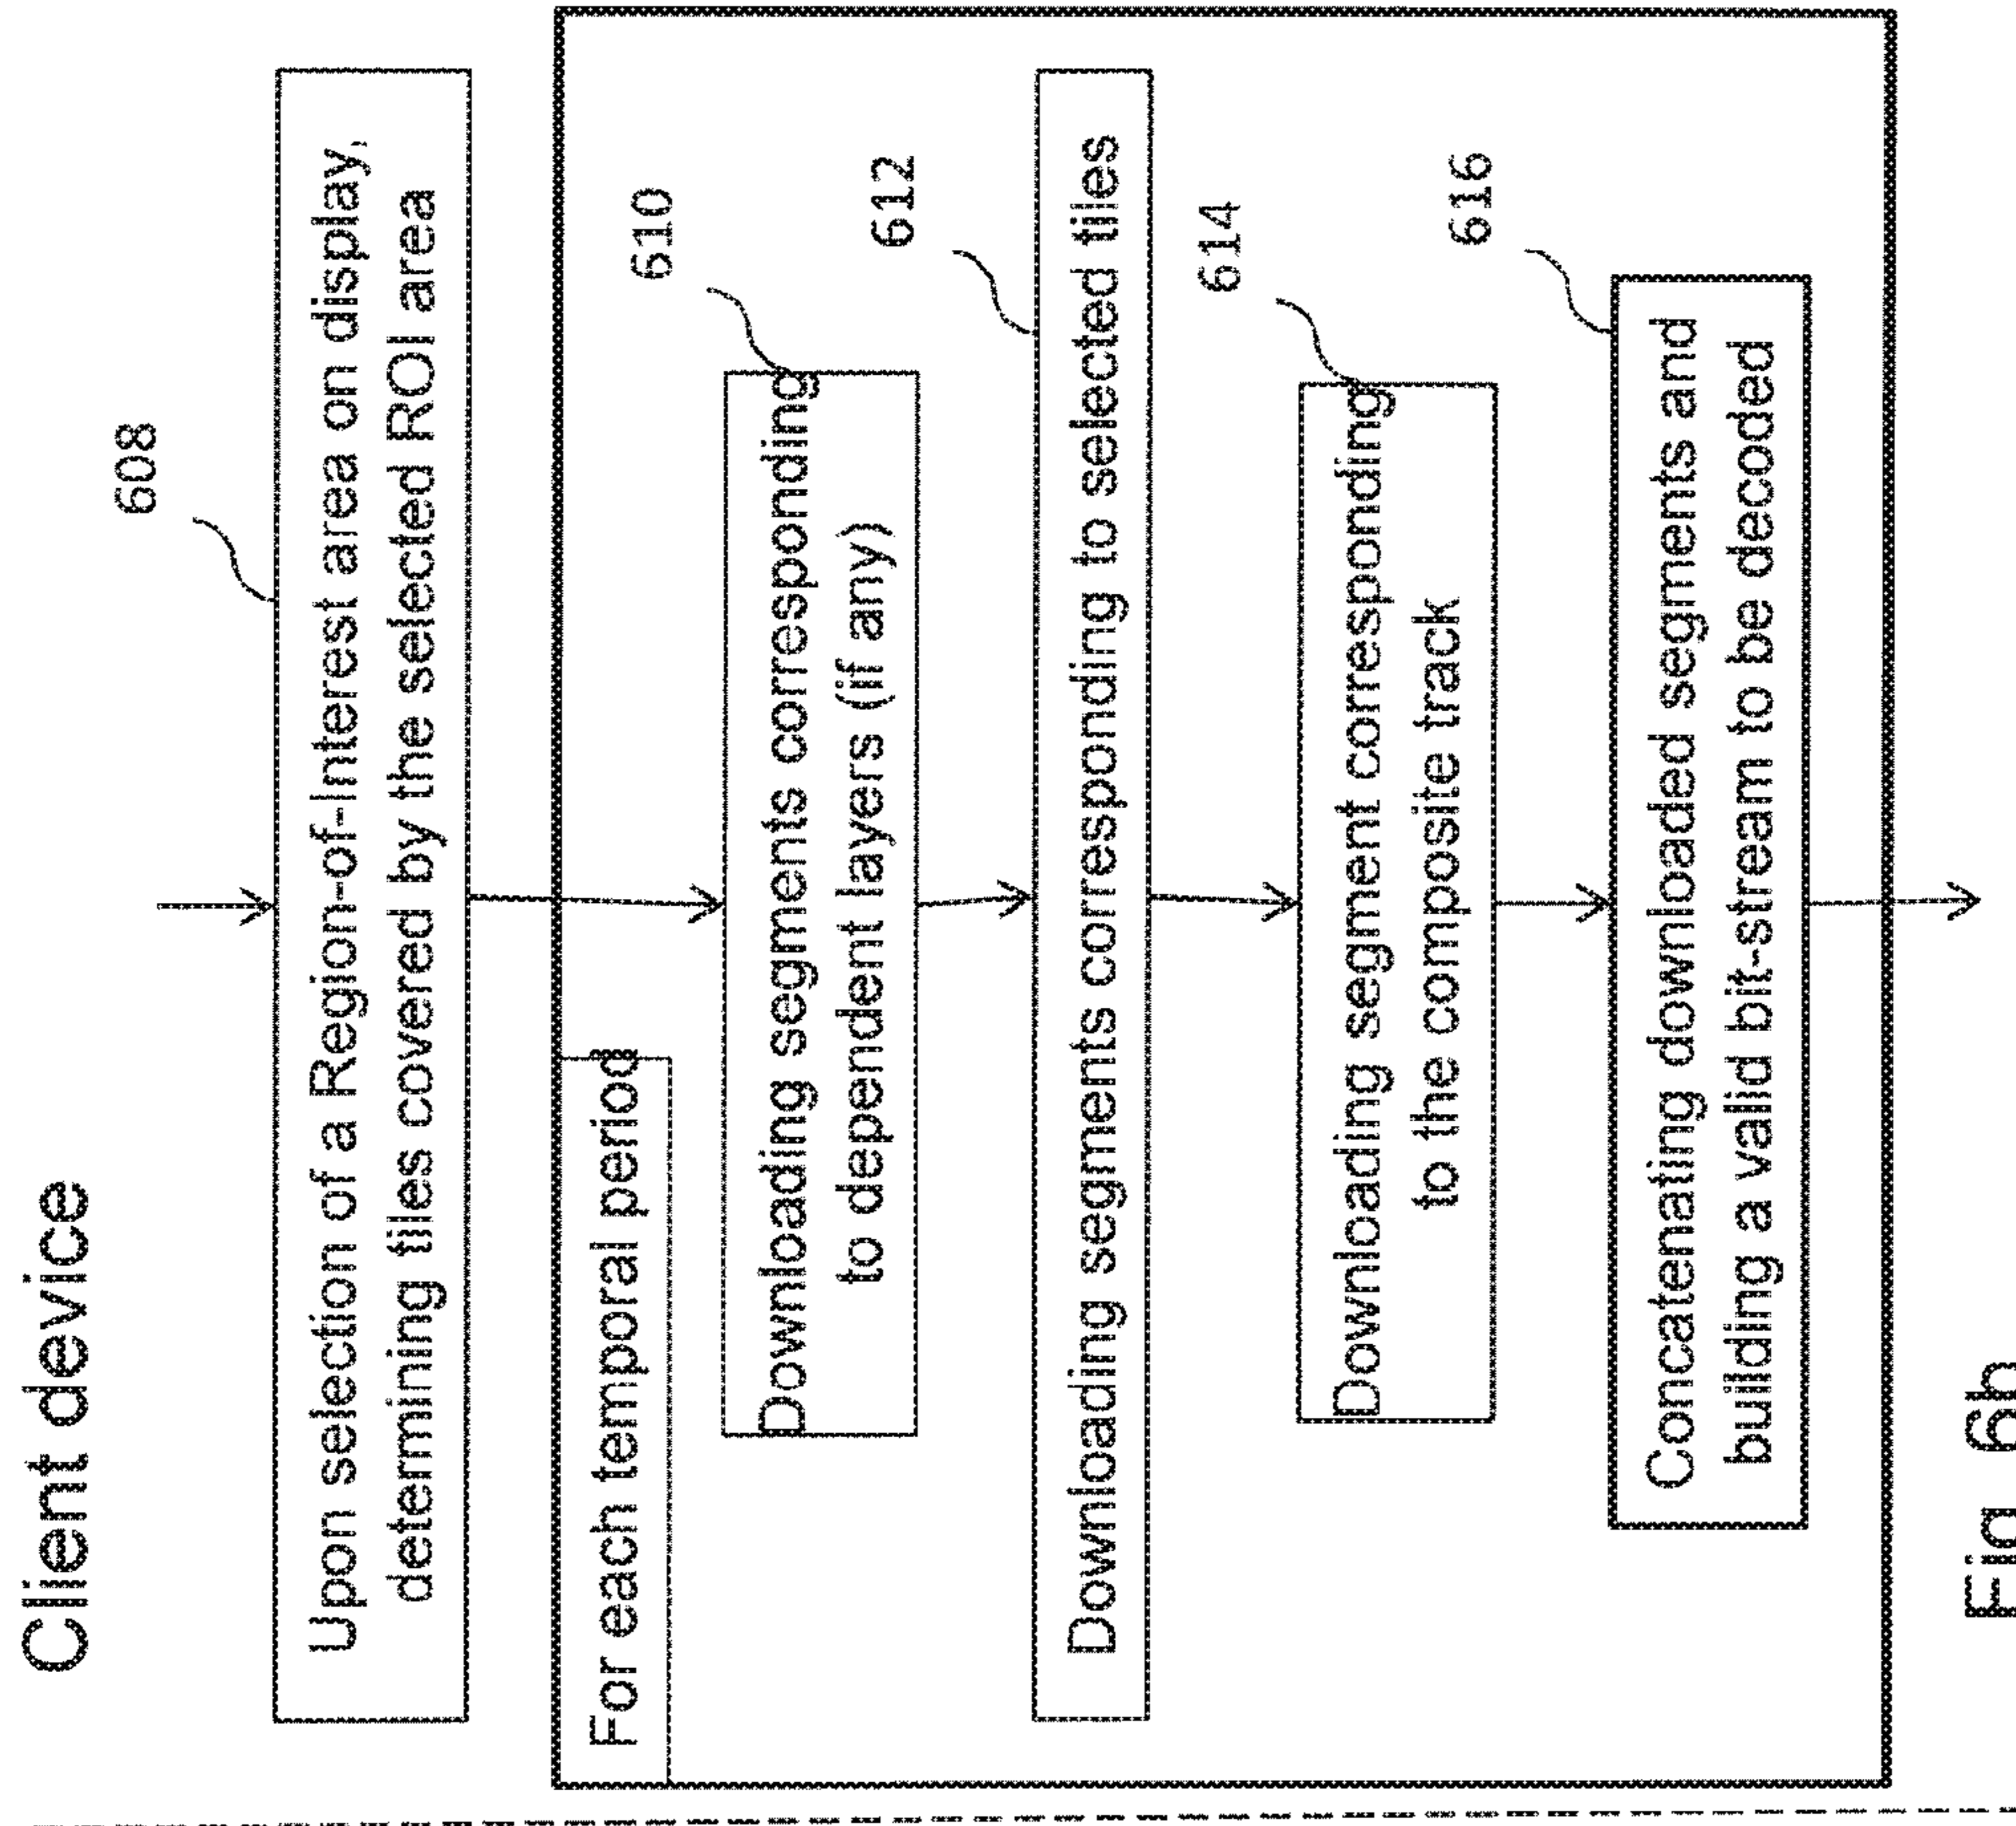 Client device
608
Upon selection of a Region-of-Interest area on display,
determining tiles covered by the selected ROI area
For each temporal period
610
Downloading segments corresponding
to dependent layers (if any)
612
Downloading segments corresponding to selected tiles
614
Downloading segment corresponding
to the composite track
616
Concatenating downloaded segments and
building a valid bit-stream to be decoded
Fig. 6b